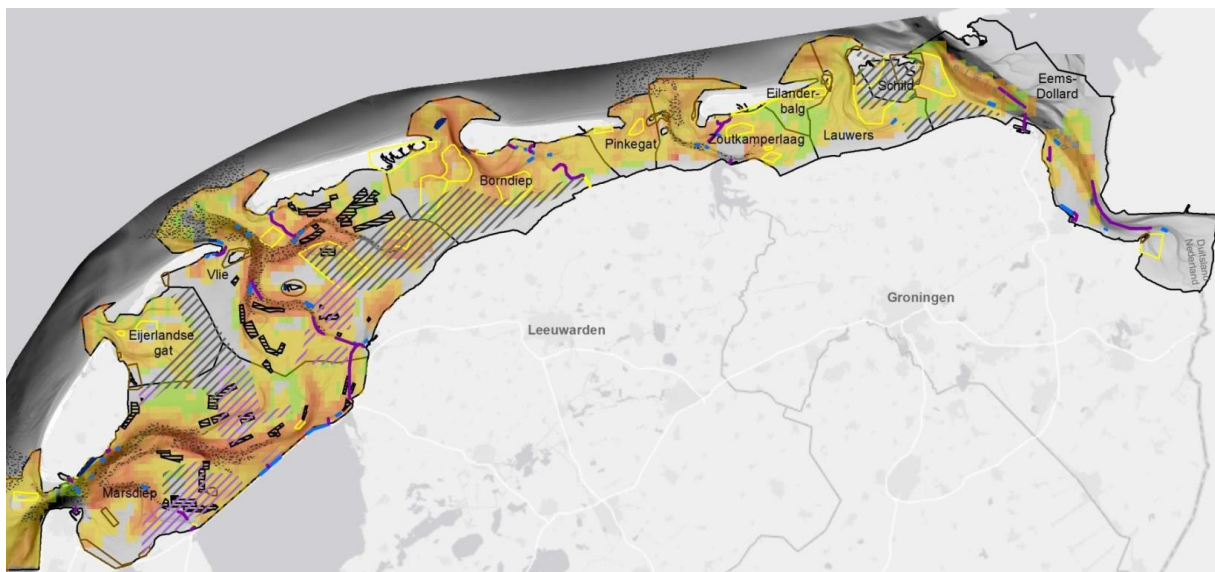 Eems-
Dollard
Eilander-
balg
Schild
Pinkegat
Zoutkamperlaag
Lauwers
Borndiep
Duitsland
Nederland
Vlie
Groningen
Leeuwarden
Eijerlandse
gat
Marsdiep